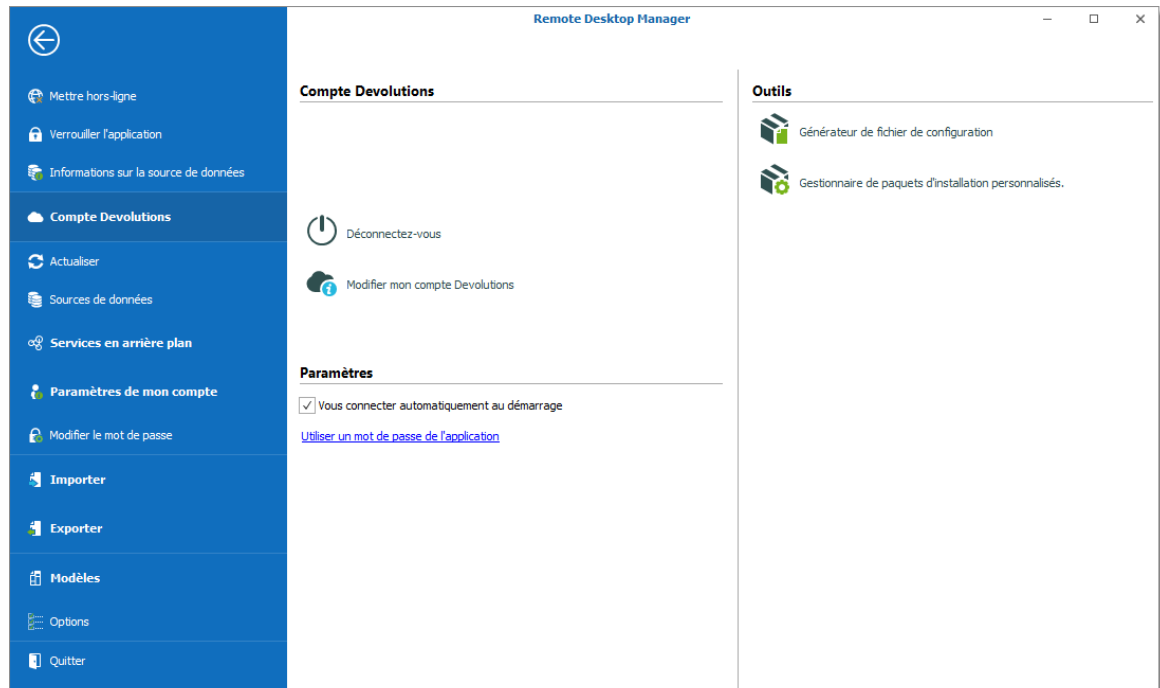 Remote Desktop Manager
Mettre hors-ligne
Verrouiller l'application
Informations sur la source de données
Compte Devolutions
Actualiser
Sources de données
Services en arrière plan
Paramètres de mon compte
Modifier le mot de passe
Importer
Exporter
Modèles
Options
Quitter
Compte Devolutions
Déconnectez-vous
Modifier mon compte Devolutions
Paramètres
Vous connecter automatiquement au démarrage
Utiliser un mot de passe de l'application
Outils
Générateur de fichier de configuration
Gestionnaire de paquets d'installation personnalisés.